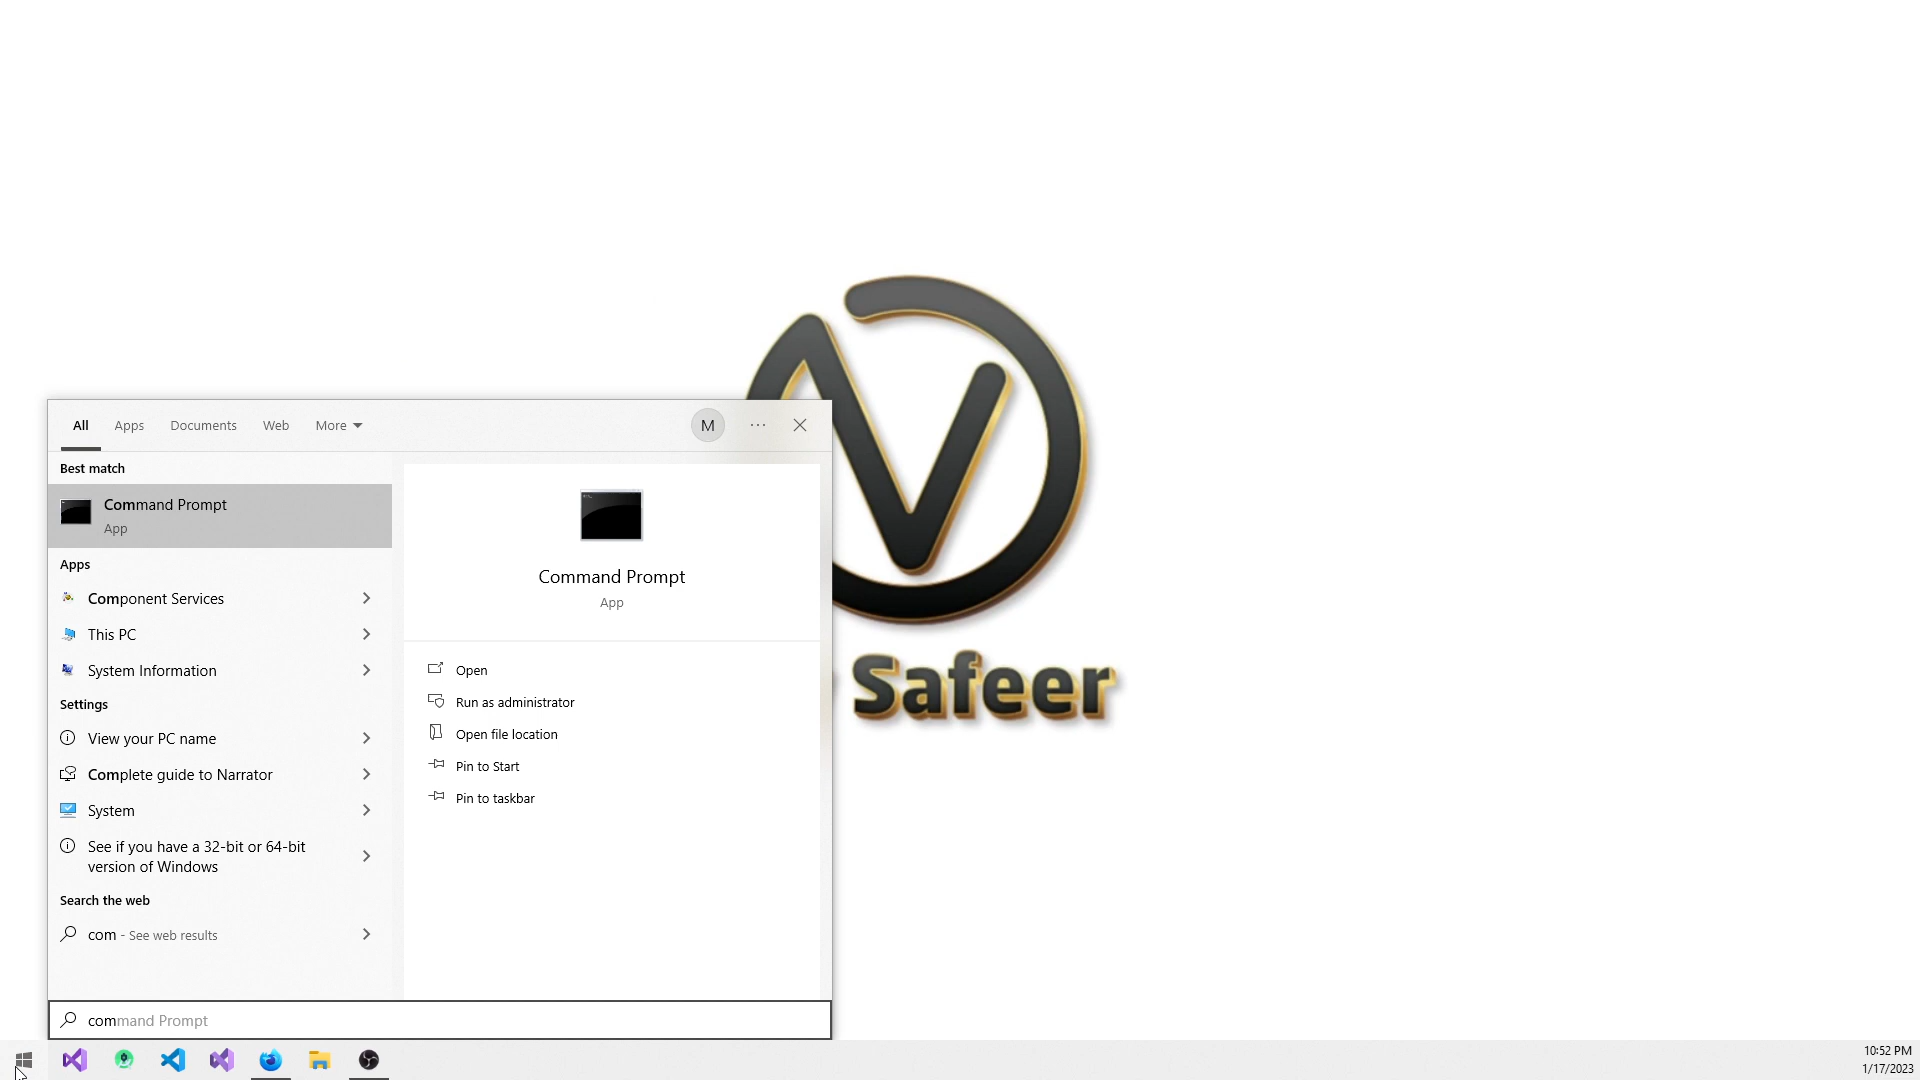 All Apps Documents Web More M
Best match
Command Prompt
App
Apps
Component Services
This PC
System Information
Settings
View your PC name
Complete guide to Narrator
System
See if you have a 32-bit or 64-bit
version of Windows
Search the web
com - See web results
Command Prompt
App
Open
Run as administrator
Open file location
Pin to Start
Pin to taskbar
command Prompt
Safeer
10:52 PM
1/17/2023